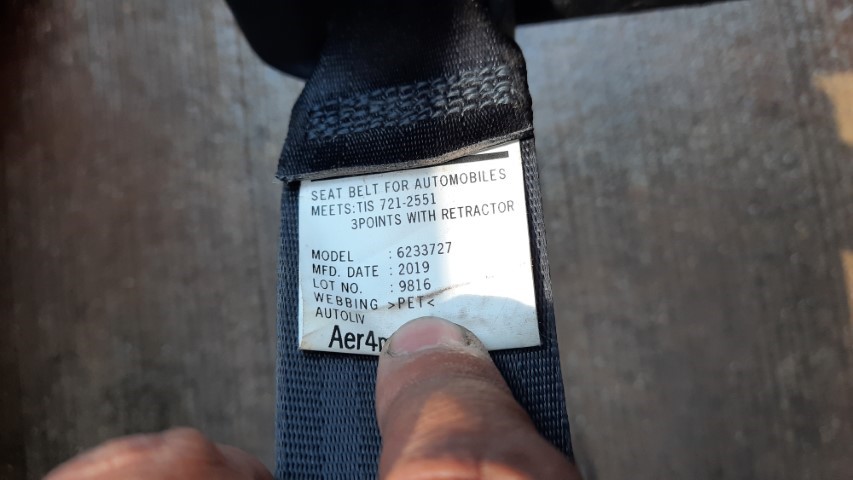 SEAT BELT FOR AUTOMOBILES
MEETS:TIS 721-2551
3POINTS WITH RETRACTOR
MODEL : 6233727
MFD. DATE : 2019
LOT NO. : 9816
WEBBING >PET<
AUTOLIV